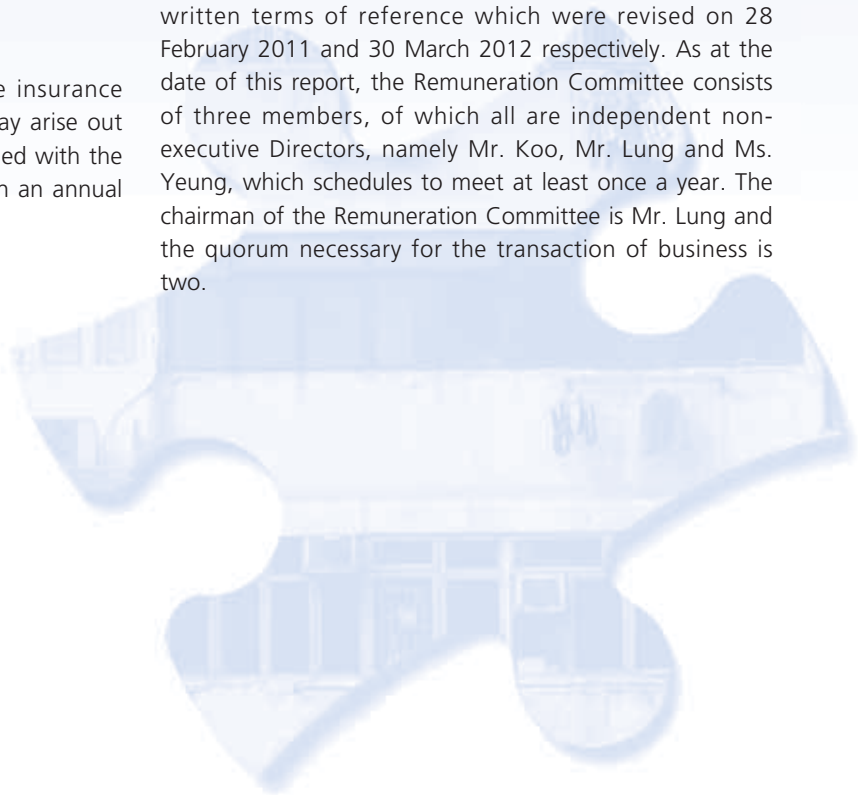 e insurance
ay arise out
ed with the
n an annual
written terms of reference which were revised on 28
February 2011 and 30 March 2012 respectively. As at the
date of this report, the Remuneration Committee consists
of three members, of which all are independent non-
executive Directors, namely Mr. Koo, Mr. Lung and Ms.
Yeung, which schedules to meet at least once a year. The
chairman of the Remuneration Committee is Mr. Lung and
the quorum necessary for the transaction of business is
two.